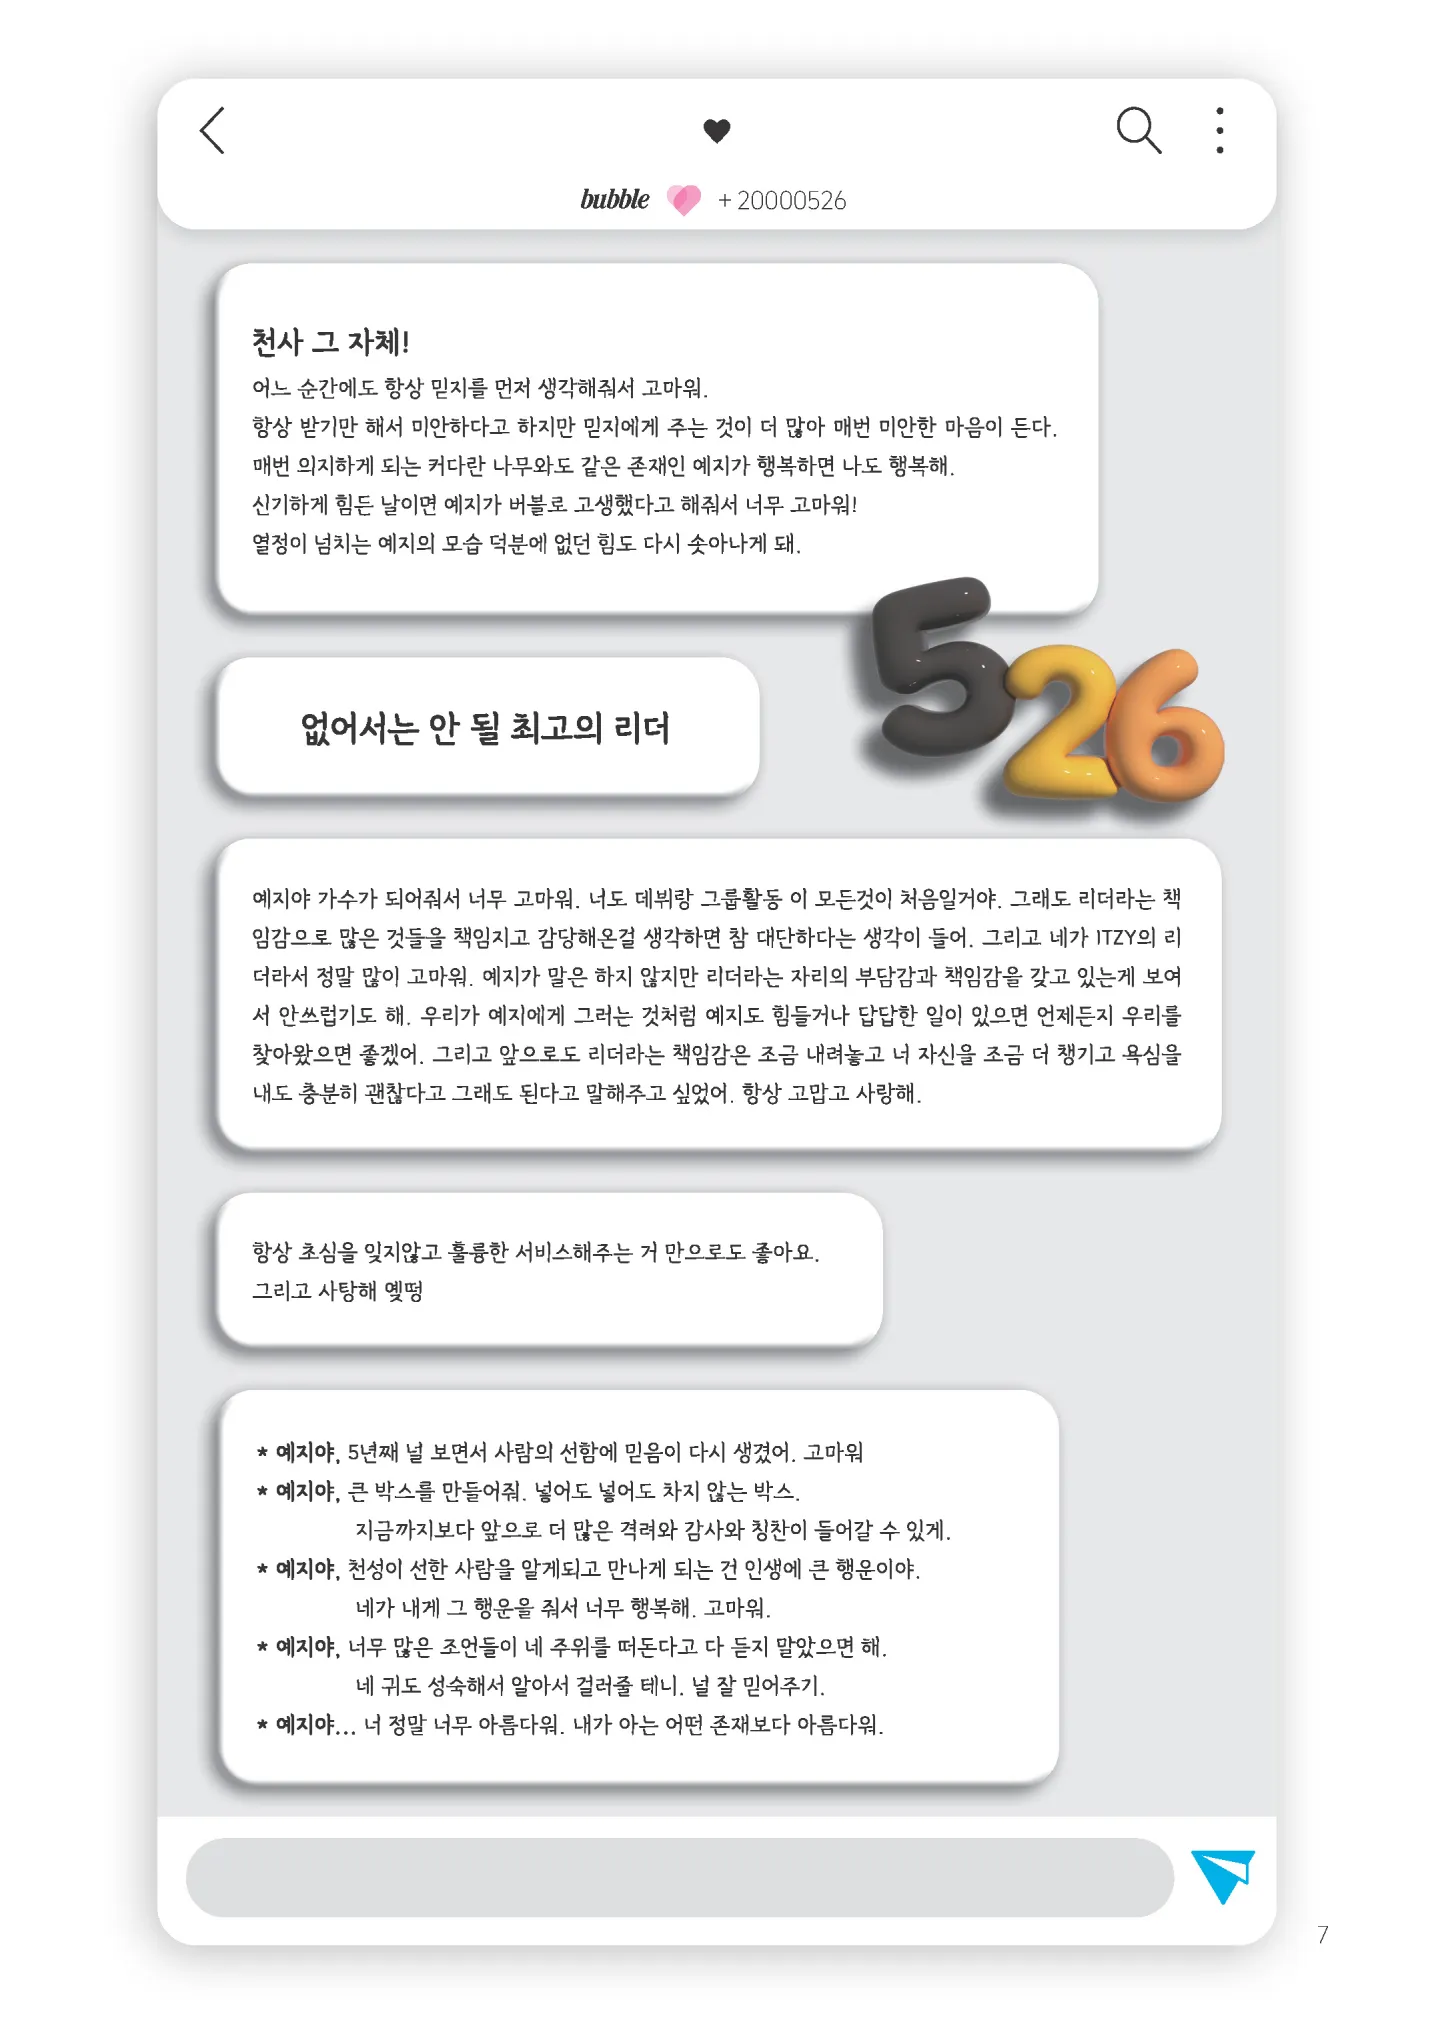 bubble + 20000526
천사 그 자체!
어느 순간에도 항상 믿지를 먼저 생각해줘서 고마워.
항상 받기만 해서 미안하다고 하지만 믿지에게 주는 것이 더 많아 매번 미안한 마음이 든다.
매번 의지하게 되는 커다란 나무와도 같은 존재인 예지가 행복하면 나도 행복해.
신기하게 힘든 날이면 예지가 버블로 고생했다고 해줘서 너무 고마워!
열정이 넘치는 예지의 모습 덕분에 없던 힘도 다시 솟아나게 돼.
526
없어서는 안 될 최고의 리더
예지야 가수가 되어줘서 너무 고마워. 너도 데뷔랑 그룹활동 이 모든것이 처음일거야. 그래도 리더라는 책
임감으로 많은 것들을 책임지고 감당해온걸 생각하면 참 대단하다는 생각이 들어. 그리고 네가 ITZY의 리
더라서 정말 많이 고마워. 예지가 말은 하지 않지만 리더라는 자리의 부담감과 책임감을 갖고 있는게 보여
서 안쓰럽기도 해. 우리가 예지에게 그러는 것처럼 예지도 힘들거나 답답한 일이 있으면 언제든지 우리를
찾아왔으면 좋겠어. 그리고 앞으로도 리더라는 책임감은 조금 내려놓고 너 자신을 조금 더 챙기고 욕심을
내도 충분히 괜찮다고 그래도 된다고 말해주고 싶었어. 항상 고맙고 사랑해.
항상 초심을 잊지않고 훌륭한 서비스해주는 거 만으로도 좋아요.
그리고 사탕해 옞떵
* 예지야, 5년째 널 보면서 사람의 선함에 믿음이 다시 생겼어. 고마워
* 예지야, 큰 박스를 만들어줘. 넣어도 넣어도 차지 않는 박스.
지금까지보다 앞으로 더 많은 격려와 감사와 칭찬이 들어갈 수 있게.
* 예지야, 천성이 선한 사람을 알게되고 만나게 되는 건 인생에 큰 행운이야.
네가 내게 그 행운을 줘서 너무 행복해. 고마워.
* 예지야, 너무 많은 조언들이 네 주위를 떠돈다고 다 듣지 말았으면 해.
네 귀도 성숙해서 알아서 걸러줄 테니. 널 잘 믿어주기.
* 예지야... 너 정말 너무 아름다워. 내가 아는 어떤 존재보다 아름다워.
7